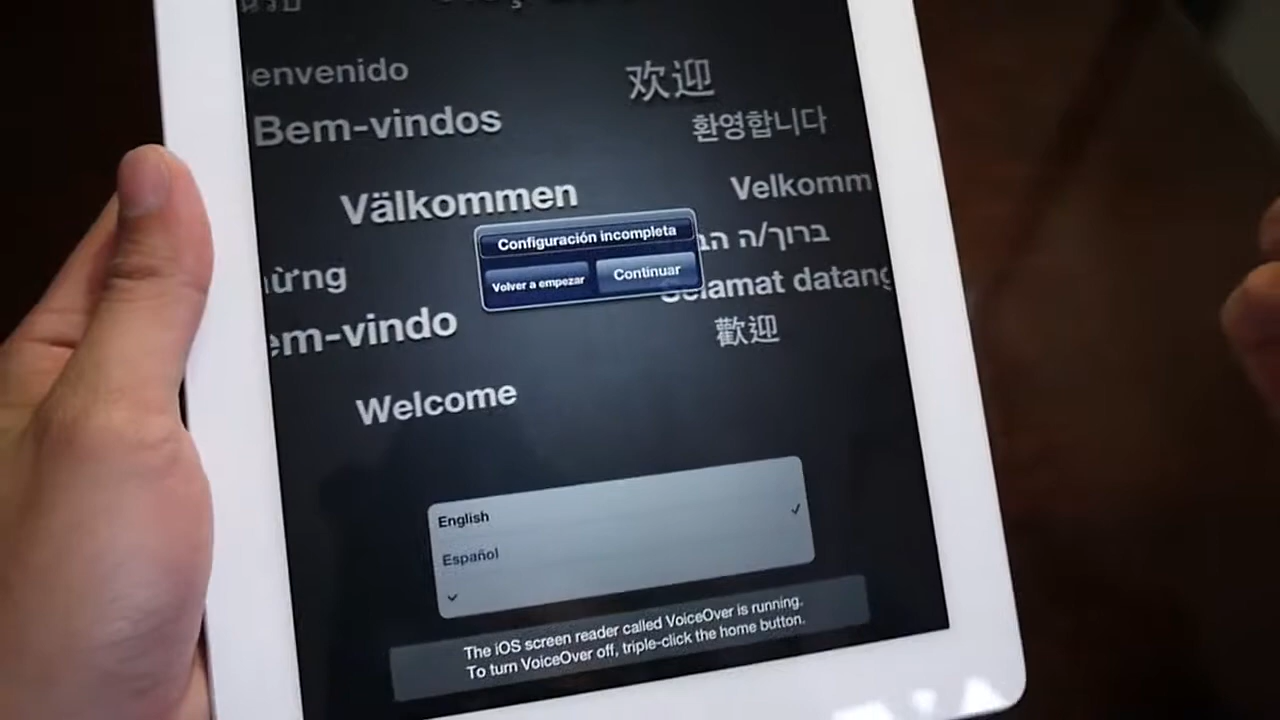 envenido
欢迎
Bem-vindos
환영합니다
Välkommen
Velkomm
Configuración incompleta
ברוך/ה הב
Volver a empezar
Continuar
ừng
Selamat datang
em-vindo
歡迎
Welcome
English
Español
The iOS screen reader called VoiceOver is running.
To turn VoiceOver off, triple-click the home button.